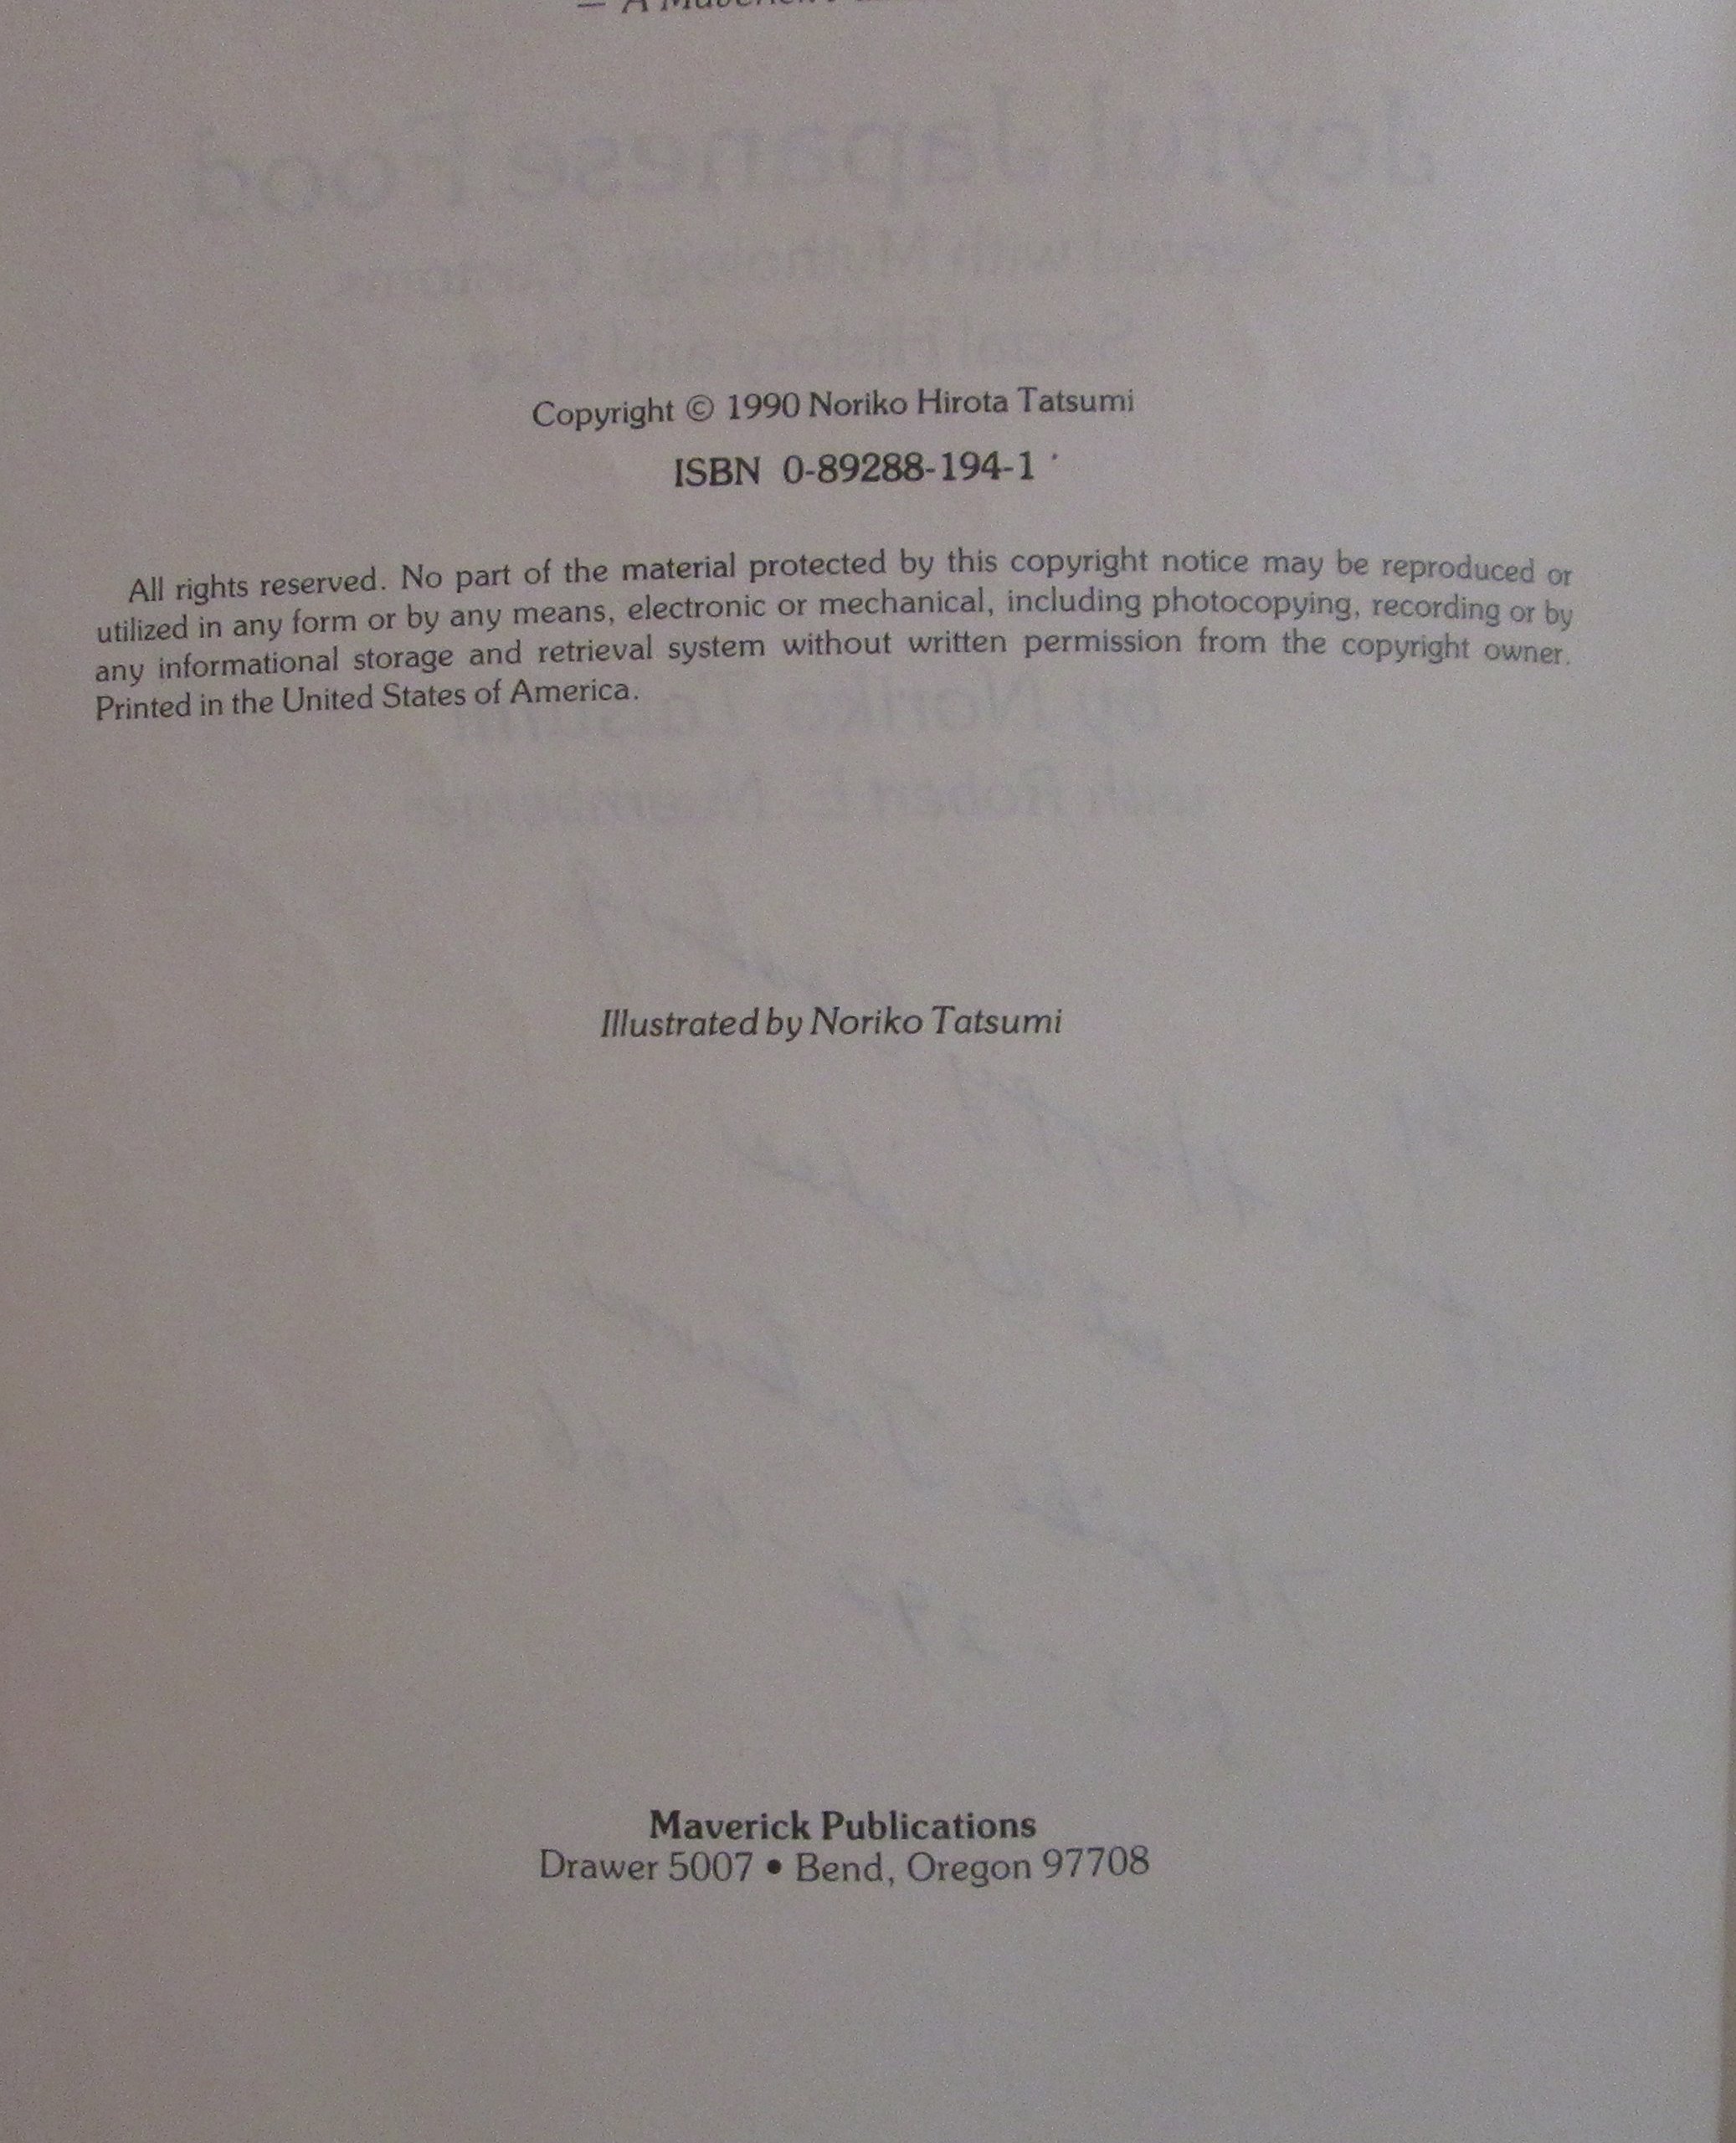 — A Maverick
Copyright © 1990 Noriko Hirota Tatsumi
ISBN 0-89288-194-1
All rights reserved. No part of the material protected by this copyright notice may be reproduced or
utilized in any form or by any means, electronic or mechanical, including photocopying, recording or by
any informational storage and retrieval system without written permission from the copyright owner.
Printed in the United States of America.
Illustrated by Noriko Tatsumi
Maverick Publications
Drawer 5007 • Bend, Oregon 97708